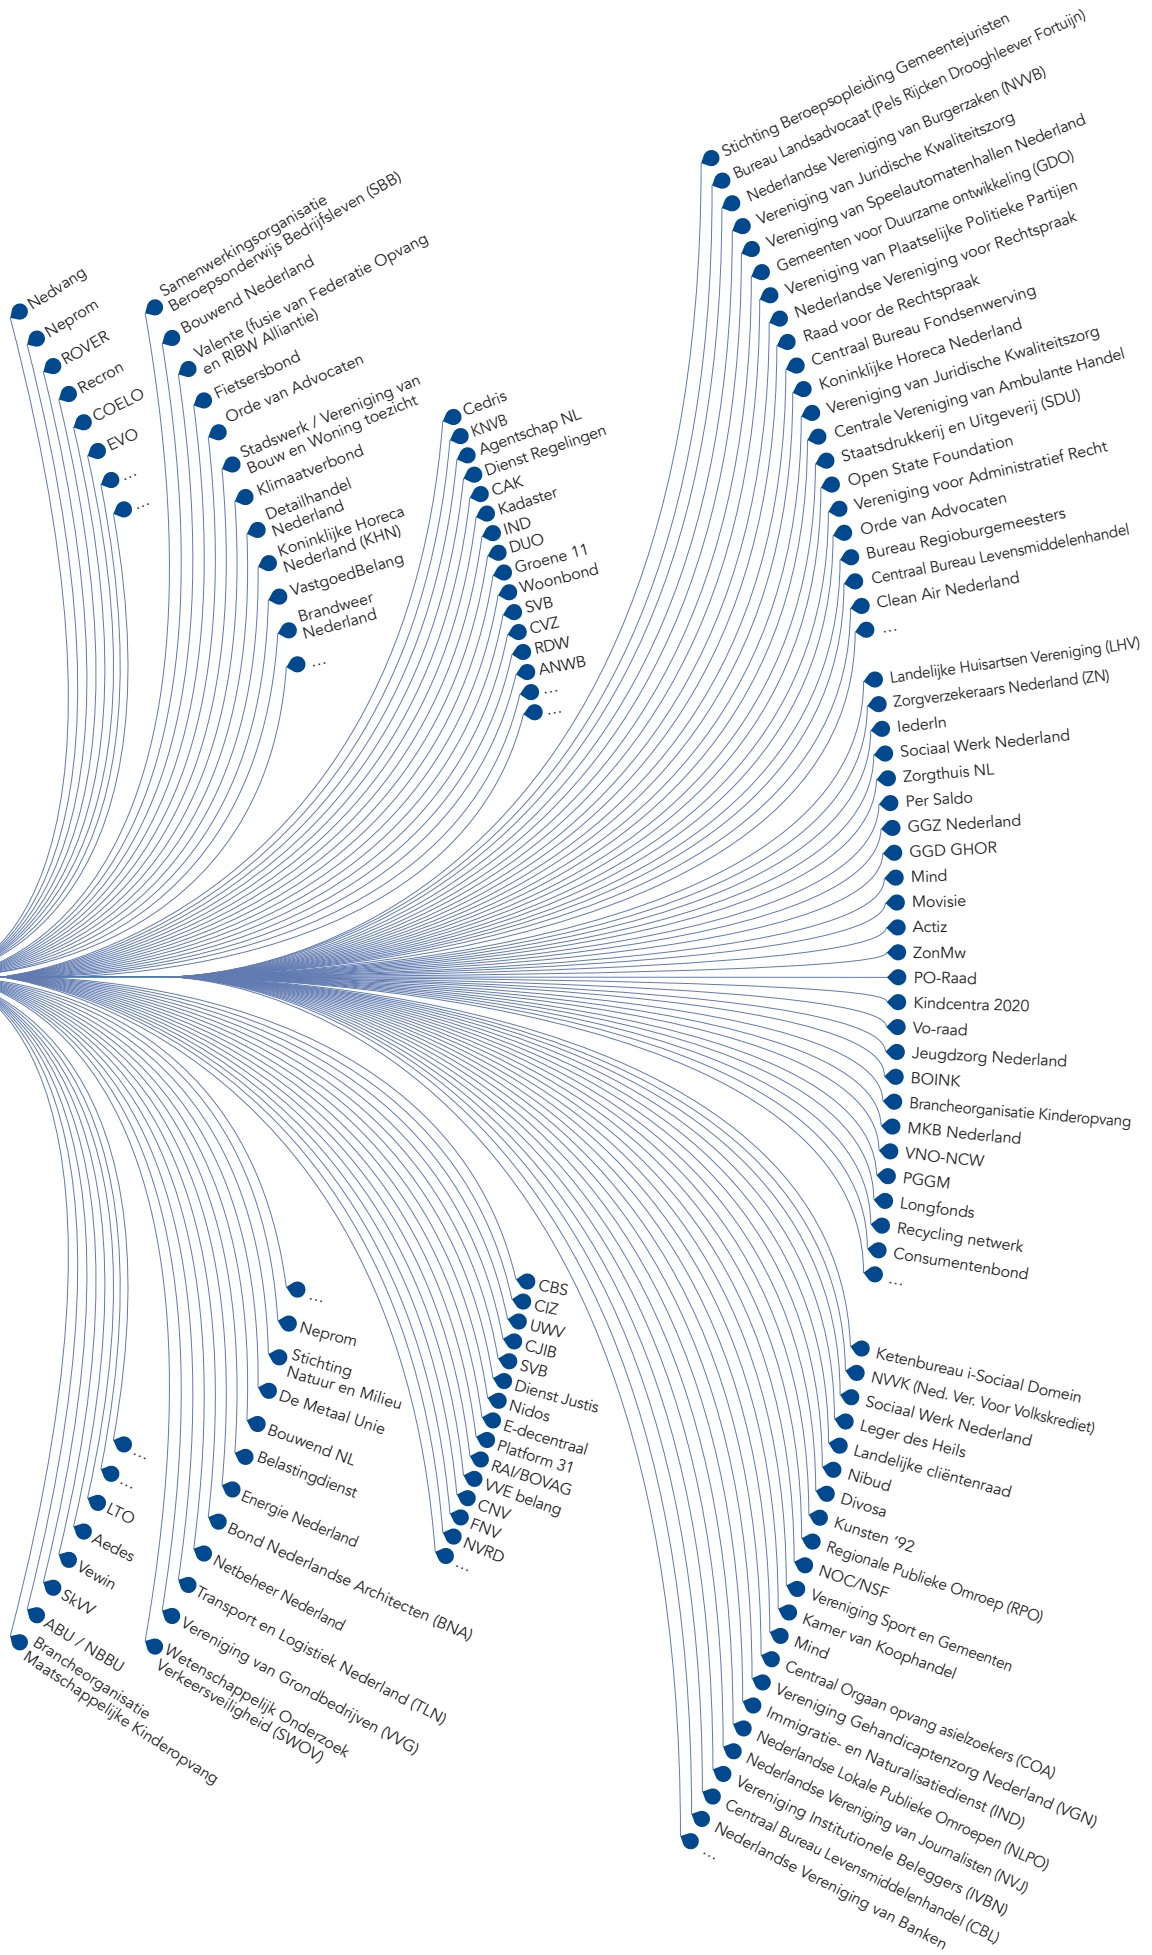 Nedvang
Neprom
ROVER
Recron
COELO
EVO
...
...
Samenwerkingsorganisatie
Beroepsonderwijs Bedrijfsleven (SBB)
Bouwend Nederland
Valente (fusie van Federatie Opvang
en RIBW Alliantie)
Fietsersbond
Orde van Advocaten
Stadswerk / Vereniging van
Bouw en Woning toezicht
Klimaatverbond
Detailhandel
Nederland
Koninklijke Horeca
Nederland (KHN)
VastgoedBelang
Brandweer
Nederland
...
Cedris
KNVB
Agentschap NL
Dienst Regelingen
CAK
Kadaster
IND
DUO
Groene 11
Woonbond
SVB
CVZ
RDW
ANWB
...
...
Stichting Beroepsopleiding Gemeentejuristen
Bureau Landsadvocaat (Pels Rijcken Drooghleever Fortuijn)
Nederlandse Vereniging van Burgerzaken (NVVB)
Vereniging van Juridische Kwaliteitszorg
Vereniging van Speelautomatenhallen Nederland
Gemeenten voor Duurzame ontwikkeling (GDO)
Vereniging van Plaatselijke Politieke Partijen
Nederlandse Vereniging voor Rechtspraak
Raad voor de Rechtspraak
Centraal Bureau Fondsenwerving
Koninklijke Horeca Nederland
Vereniging van Juridische Kwaliteitszorg
Centrale Vereniging van Ambulante Handel
Staatsdrukkerij en Uitgeverij (SDU)
Open State Foundation
Vereniging voor Administratief Recht
Orde van Advocaten
Bureau Regioburgemeesters
Centraal Bureau Levensmiddelenhandel
Clean Air Nederland
...
Landelijke Huisartsen Vereniging (LHV)
Zorgverzekeraars Nederland (ZN)
IederIn
Sociaal Werk Nederland
Zorgthuis NL
Per Saldo
GGZ Nederland
GGD GHOR
Mind
Movisie
Actiz
ZonMw
PO-Raad
Kindcentra 2020
Vo-raad
Jeugdzorg Nederland
BOINK
Brancheorganisatie Kinderopvang
MKB Nederland
VNO-NCW
PGGM
Longfonds
Recycling netwerk
Consumentenbond
...
...
Neprom
Stichting
Natuur en Milieu
De Metaal Unie
Bouwend NL
Belastingdienst
Energie Nederland
Bond Nederlandse Architecten (BNA)
Netbeheer Nederland
Transport en Logistiek Nederland (TLN)
Vereniging van Grondbedrijven (VVG)
Wetenschappelijk Onderzoek
Verkeersveiligheid (SWOV)
...
...
LTO
Aedes
Vewin
SkVV
ABU / NBBU
Brancheorganisatie
Maatschappelijke Kinderopvang
CBS
CIZ
UWV
CJIB
SVB
Dienst Justis
Nidos
E-decentraal
Platform 31
RAI/BOVAG
VVE belang
CNV
FNV
NVRD
...
Ketenbureau i-Sociaal Domein
NVVK (Ned. Ver. Voor Volkskrediet)
Sociaal Werk Nederland
Leger des Heils
Landelijke cliëntenraad
Nibud
Divosa
Kunsten ‘92
Regionale Publieke Omroep (RPO)
NOC/NSF
Vereniging Sport en Gemeenten
Kamer van Koophandel
Mind
Centraal Orgaan opvang asielzoekers (COA)
Vereniging Gehandicaptenzorg Nederland (VGN)
Immigratie- en Naturalisatiedienst (IND)
Nederlandse Lokale Publieke Omroepen (NLPO)
Nederlandse Vereniging van Journalisten (NVJ)
Vereniging Institutionele Beleggers (IVBN)
Centraal Bureau Levensmiddelenhandel (CBL)
Nederlandse Vereniging van Banken
...